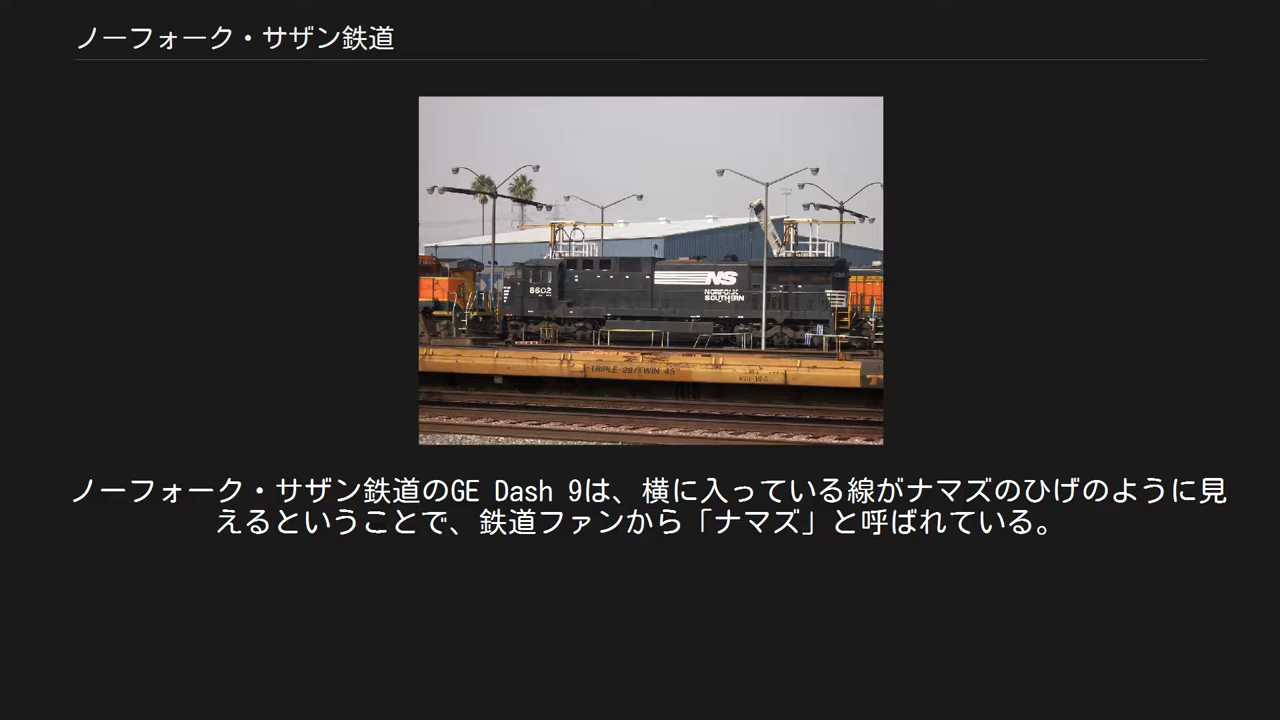 ノーフォーク・サザン鉄道
8602
NS
NORFOLK
SOUTHERN
"TRIPLE 28/TWIN 45"
ノーフォーク・サザン鉄道のGE Dash 9は、横に入っている線がナマズのひげのように見
えるということで、鉄道ファンから「ナマズ」と呼ばれている。